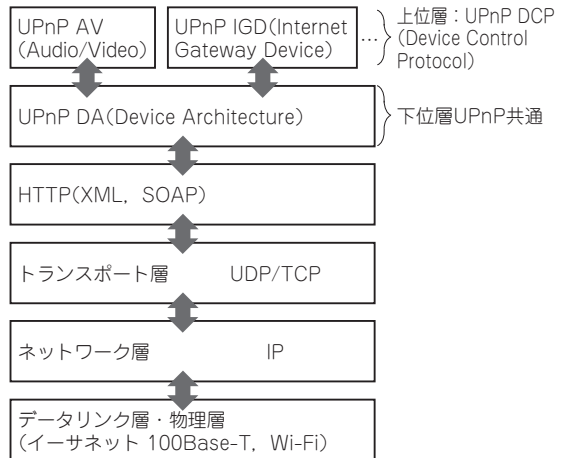 UPnP AV
(Audio/Video)
UPnP IGD(Internet
Gateway Device)
…
上位層：UPnP DCP
(Device Control
Protocol)
UPnP DA(Device Architecture)
下位層UPnP共通
HTTP(XML，SOAP)
トランスポート層 UDP/TCP
ネットワーク層 IP
データリンク層・物理層
(イーサネット 100Base-T，Wi-Fi)